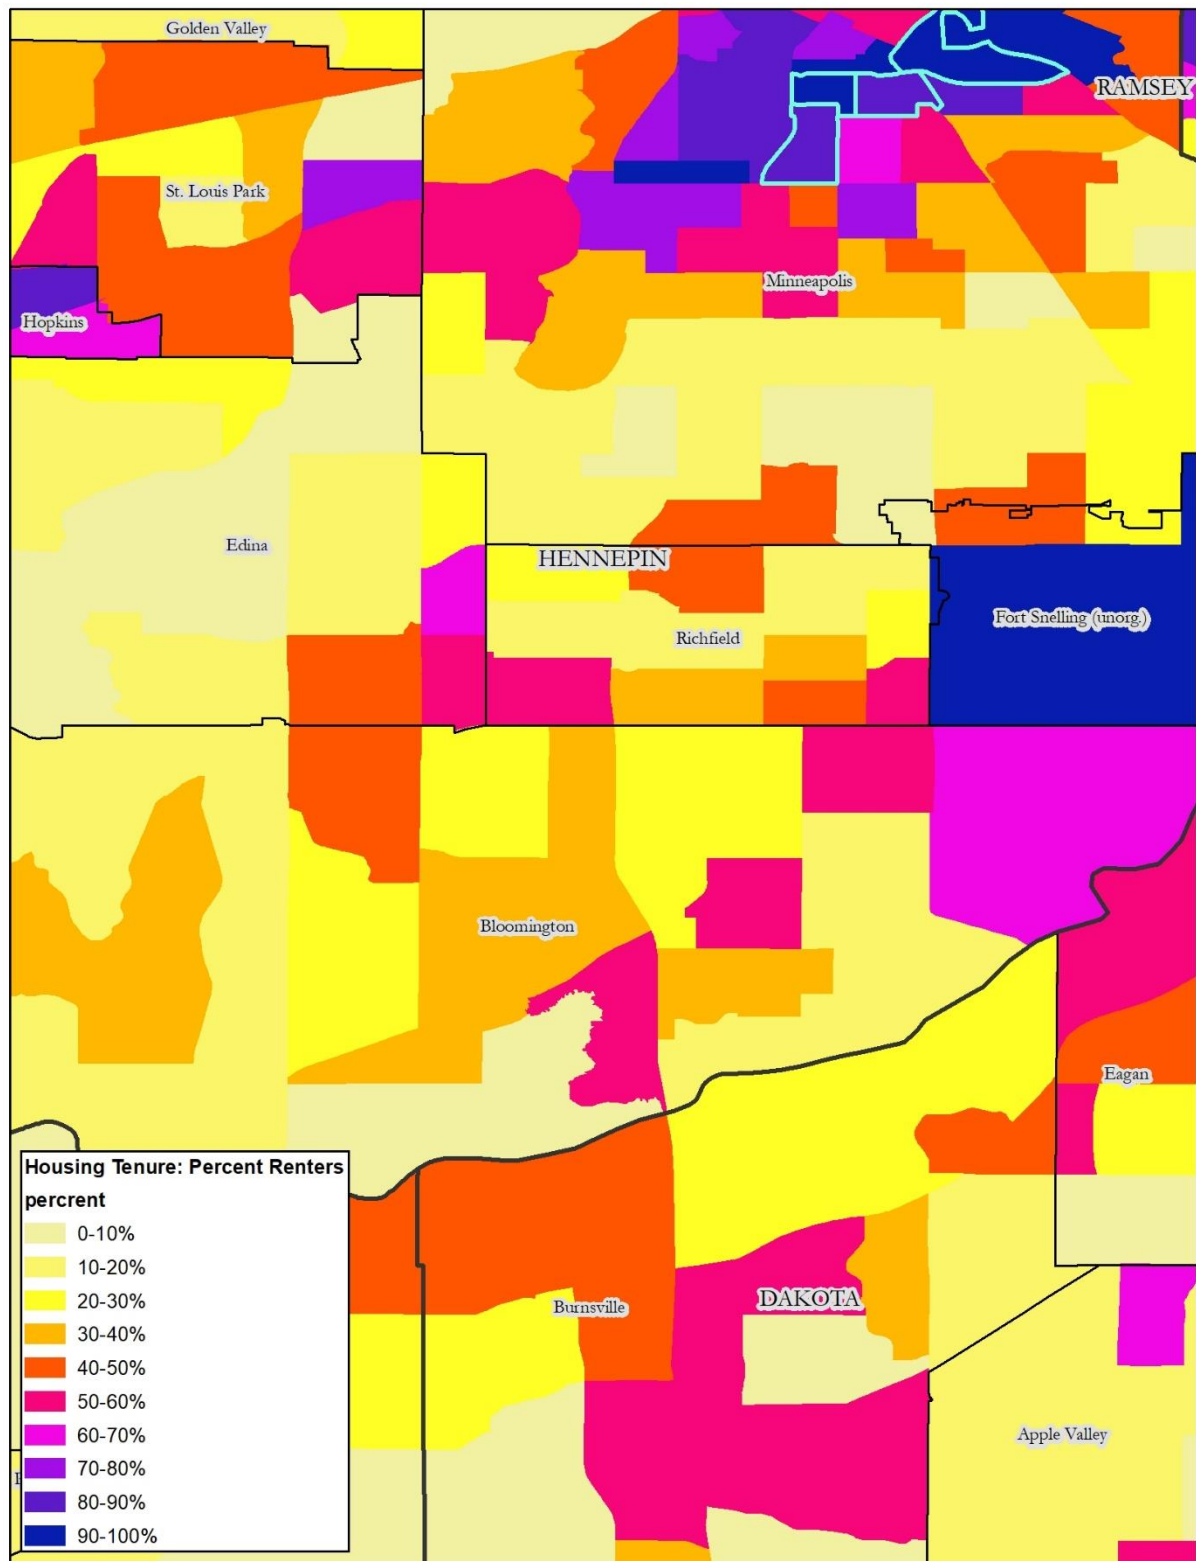 Golden Valley
RAMSEY
St. Louis Park
Minneapolis
Hopkins
Edina
HENNEPIN
Fort Snelling (unorg.)
Richfield
Bloomington
Eagan
Housing Tenure: Percent Renters
percrent
0-10%
10-20%
20-30%
30-40%
40-50%
50-60%
60-70%
70-80%
80-90%
90-100%
DAKOTA
Burnsville
Apple Valley